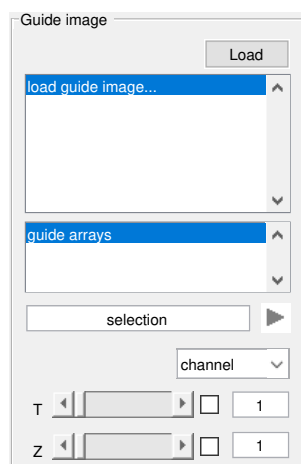 Guide image
Load
load guide image...
guide arrays
selection
channel
T 1
Z 1